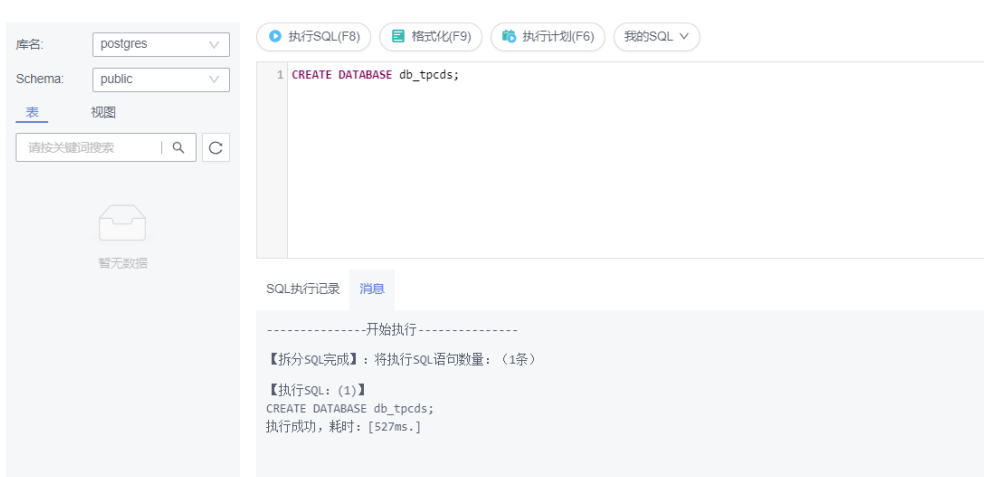 库名:
postgres
Schema:
public
表
视图
请按关键词搜索
暂无数据
执行SQL(F8)
格式化(F9)
执行计划(F6)
我的SQL
1 CREATE DATABASE db_tpcds;
SQL执行记录
消息
---------------开始执行---------------
【拆分SQL完成】：将执行SQL语句数量：（1条）
【执行SQL：(1)】
CREATE DATABASE db_tpcds;
执行成功，耗时：[527ms.]